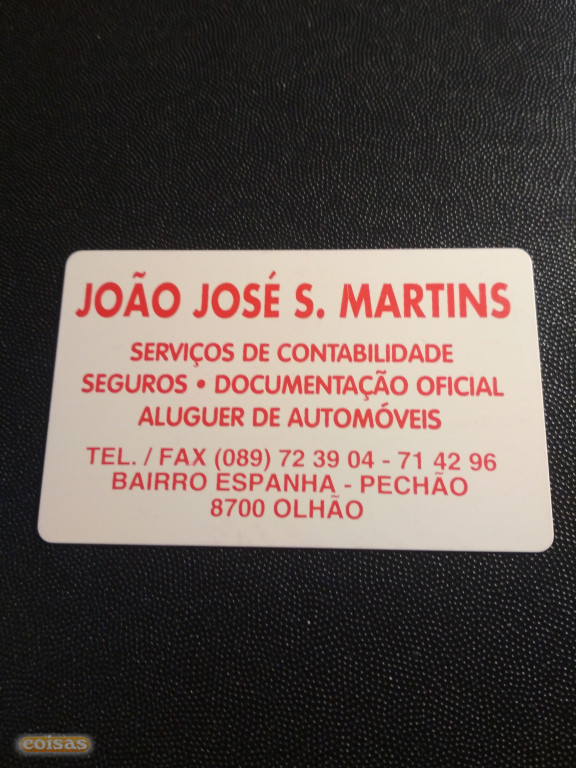 JOÃO JOSÉ S. MARTINS
SERVIÇOS DE CONTABILIDADE
SEGUROS • DOCUMENTAÇÃO OFICIAL
ALUGUER DE AUTOMÓVEIS
TEL. / FAX (089) 72 39 04 - 71 42 96
BAIRRO ESPANHA - PECHÃO
8700 OLHÃO
coisas